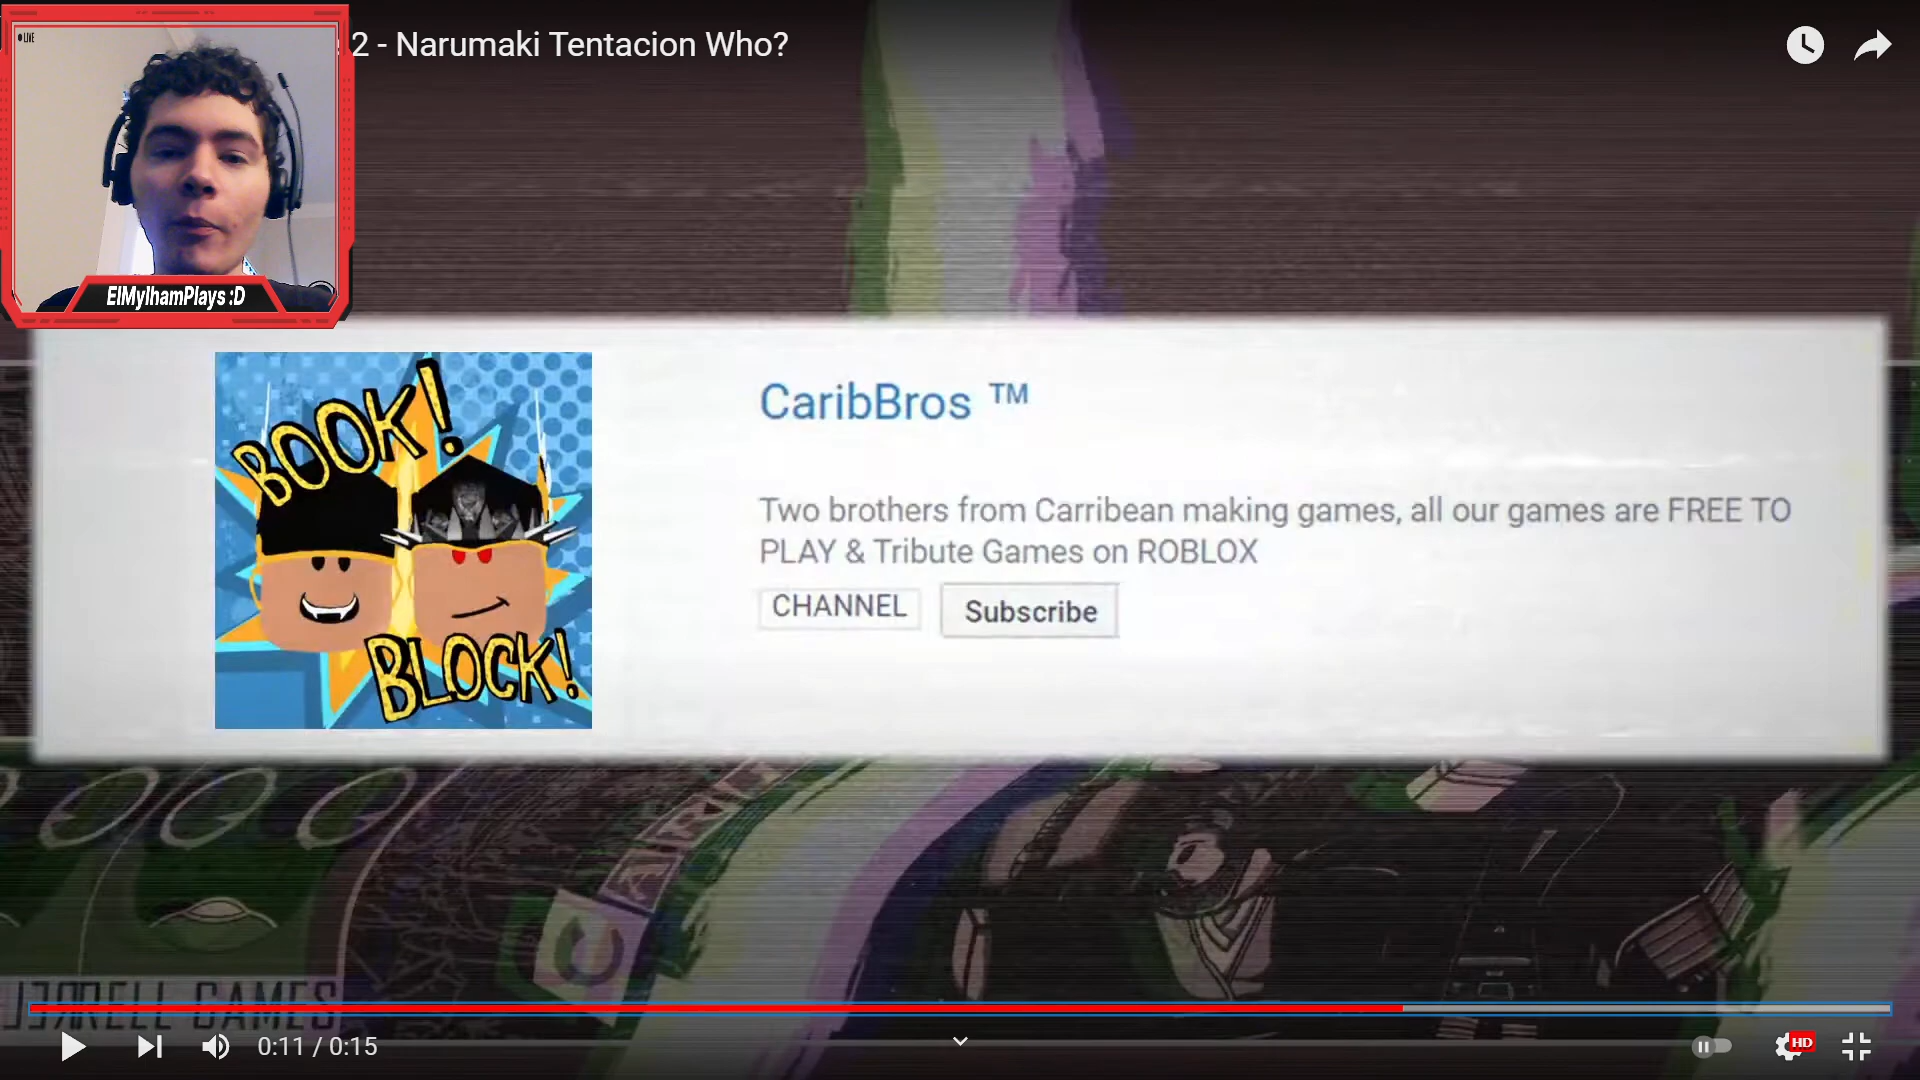 LIVE
2 - Narumaki Tentacion Who?
ElMylhamPlays :D
BOOK!
BLOCK!
CaribBros ™
Two brothers from Carribean making games, all our games are FREE TO
PLAY & Tribute Games on ROBLOX
CHANNEL
Subscribe
GAMES
0:11 / 0:15
HD